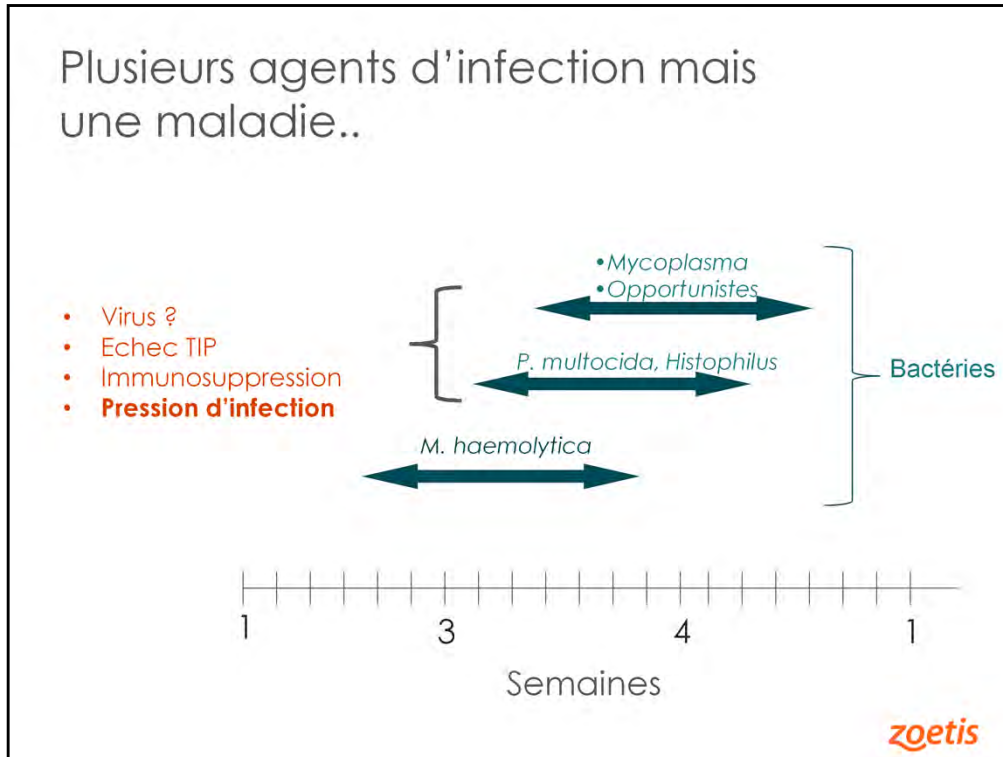 Plusieurs agents d’infection mais
une maladie..
• Virus ?
• Echec TIP
• Immunosuppression
• Pression d’infection
•Mycoplasma
•Opportunistes
P. multocida, Histophilus
M. haemolytica
Bactéries
1 3 4 1
Semaines
zoetis